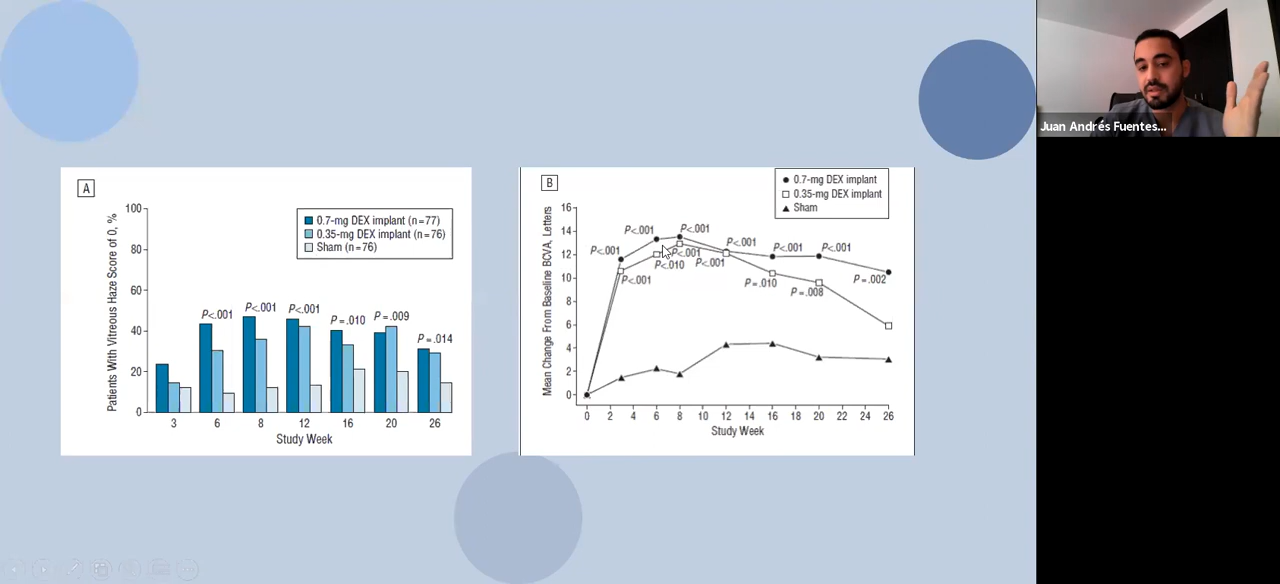 A
100
80
60
40
20
0
Patients With Vitreous Haze Score of 0, %
0.7-mg DEX implant (n=77)
0.35-mg DEX implant (n=76)
Sham (n=76)
P<.001
P<.001
P<.001
P=.010
P=.009
P=.014
3 6 8 12 16 20 26
Study Week
B
0.7-mg DEX implant
0.35-mg DEX implant
Sham
16
14
12
10
8
6
4
2
0
Mean Change From Baseline BCVA, Letters
P<.001
P<.001
P<.001
P<.001
P<.001
P<.001
P=.002
P<.001
P<.010
P<.001
P<.001
P=.010
P=.008
0 2 4 6 8 10 12 14 16 18 20 22 24 26
Study Week
Juan Andrés Fuentes...